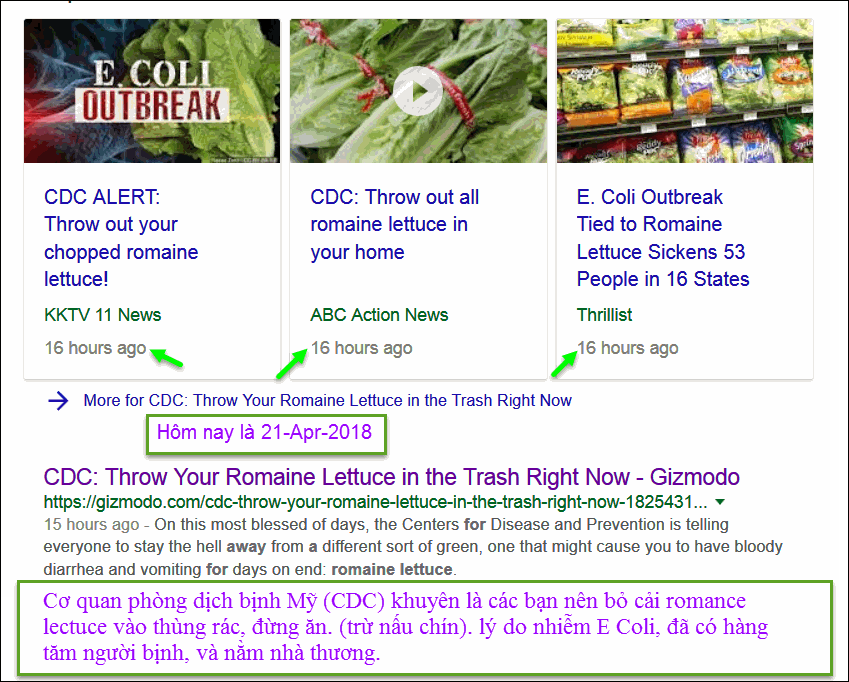 E. COLI
OUTBREAK
CDC ALERT:
Throw out your
chopped romaine
lettuce!
KKTV 11 News
16 hours ago
CDC: Throw out all
romaine lettuce in
your home
ABC Action News
16 hours ago
E. Coli Outbreak
Tied to Romaine
Lettuce Sickens 53
People in 16 States
Thrillist
16 hours ago
More for CDC: Throw Your Romaine Lettuce in the Trash Right Now
Hôm nay là 21-Apr-2018
CDC: Throw Your Romaine Lettuce in the Trash Right Now - Gizmodo
https://gizmodo.com/cdc-throw-your-romaine-lettuce-in-the-trash-right-now-1825431...
15 hours ago - On this most blessed of days, the Centers for Disease and Prevention is telling
everyone to stay the hell away from a different sort of green, one that might cause you to have bloody
diarrhea and vomiting for days on end: romaine lettuce.
Cơ quan phòng dịch bịnh Mỹ (CDC) khuyên là các bạn nên bỏ cải romance
lectuce vào thùng rác, đừng ăn. (trừ nấu chín). lý do nhiễm E Coli, đã có hàng
tăm người bịnh, và nằm nhà thương.